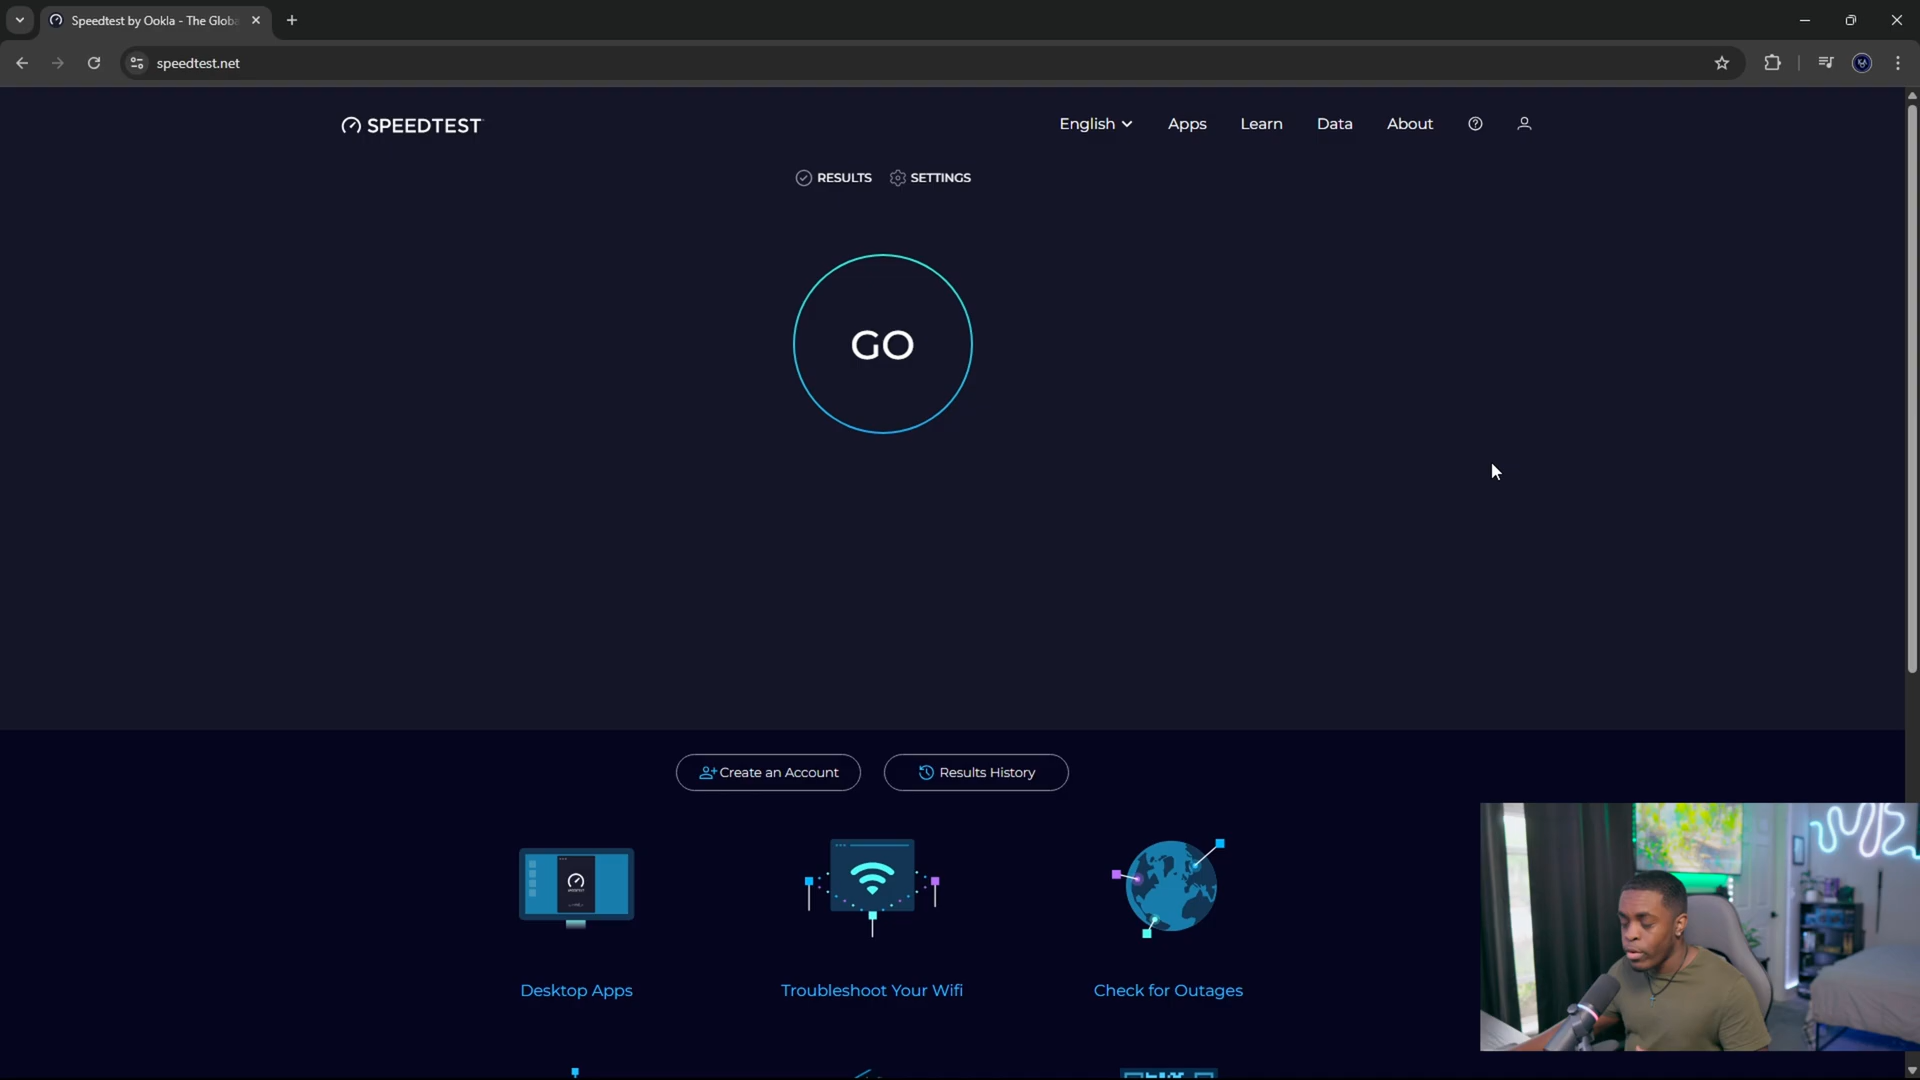 Speedtest by Ookla - The Globa
speedtest.net
SPEEDTEST
English
Apps
Learn
Data
About
RESULTS
SETTINGS
GO
Create an Account
Results History
Desktop Apps
Troubleshoot Your Wifi
Check for Outages